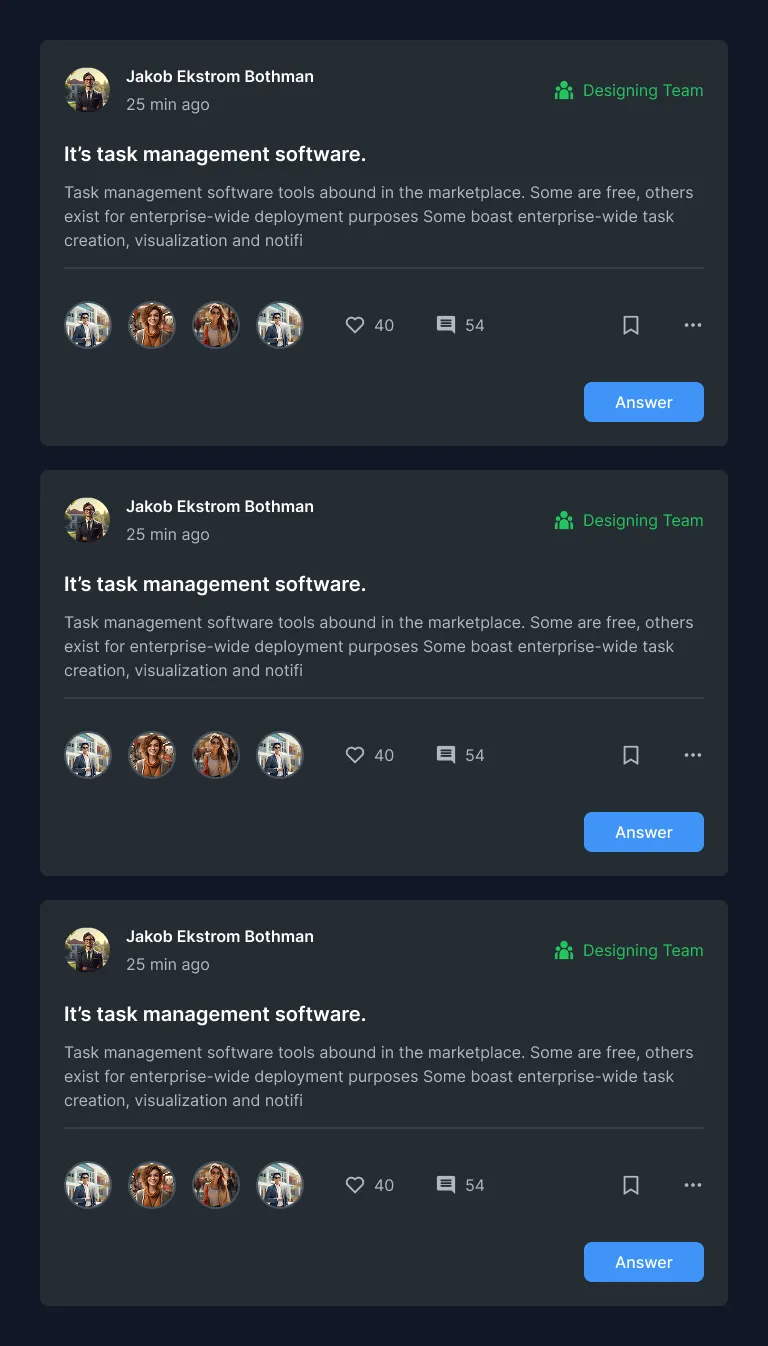 Jakob Ekstrom Bothman
25 min ago
Designing Team
It’s task management software.
Task management software tools abound in the marketplace. Some are free, others
exist for enterprise-wide deployment purposes Some boast enterprise-wide task
creation, visualization and notifi
40
54
Answer
Jakob Ekstrom Bothman
25 min ago
Designing Team
It’s task management software.
Task management software tools abound in the marketplace. Some are free, others
exist for enterprise-wide deployment purposes Some boast enterprise-wide task
creation, visualization and notifi
40
54
Answer
Jakob Ekstrom Bothman
25 min ago
Designing Team
It’s task management software.
Task management software tools abound in the marketplace. Some are free, others
exist for enterprise-wide deployment purposes Some boast enterprise-wide task
creation, visualization and notifi
40
54
Answer